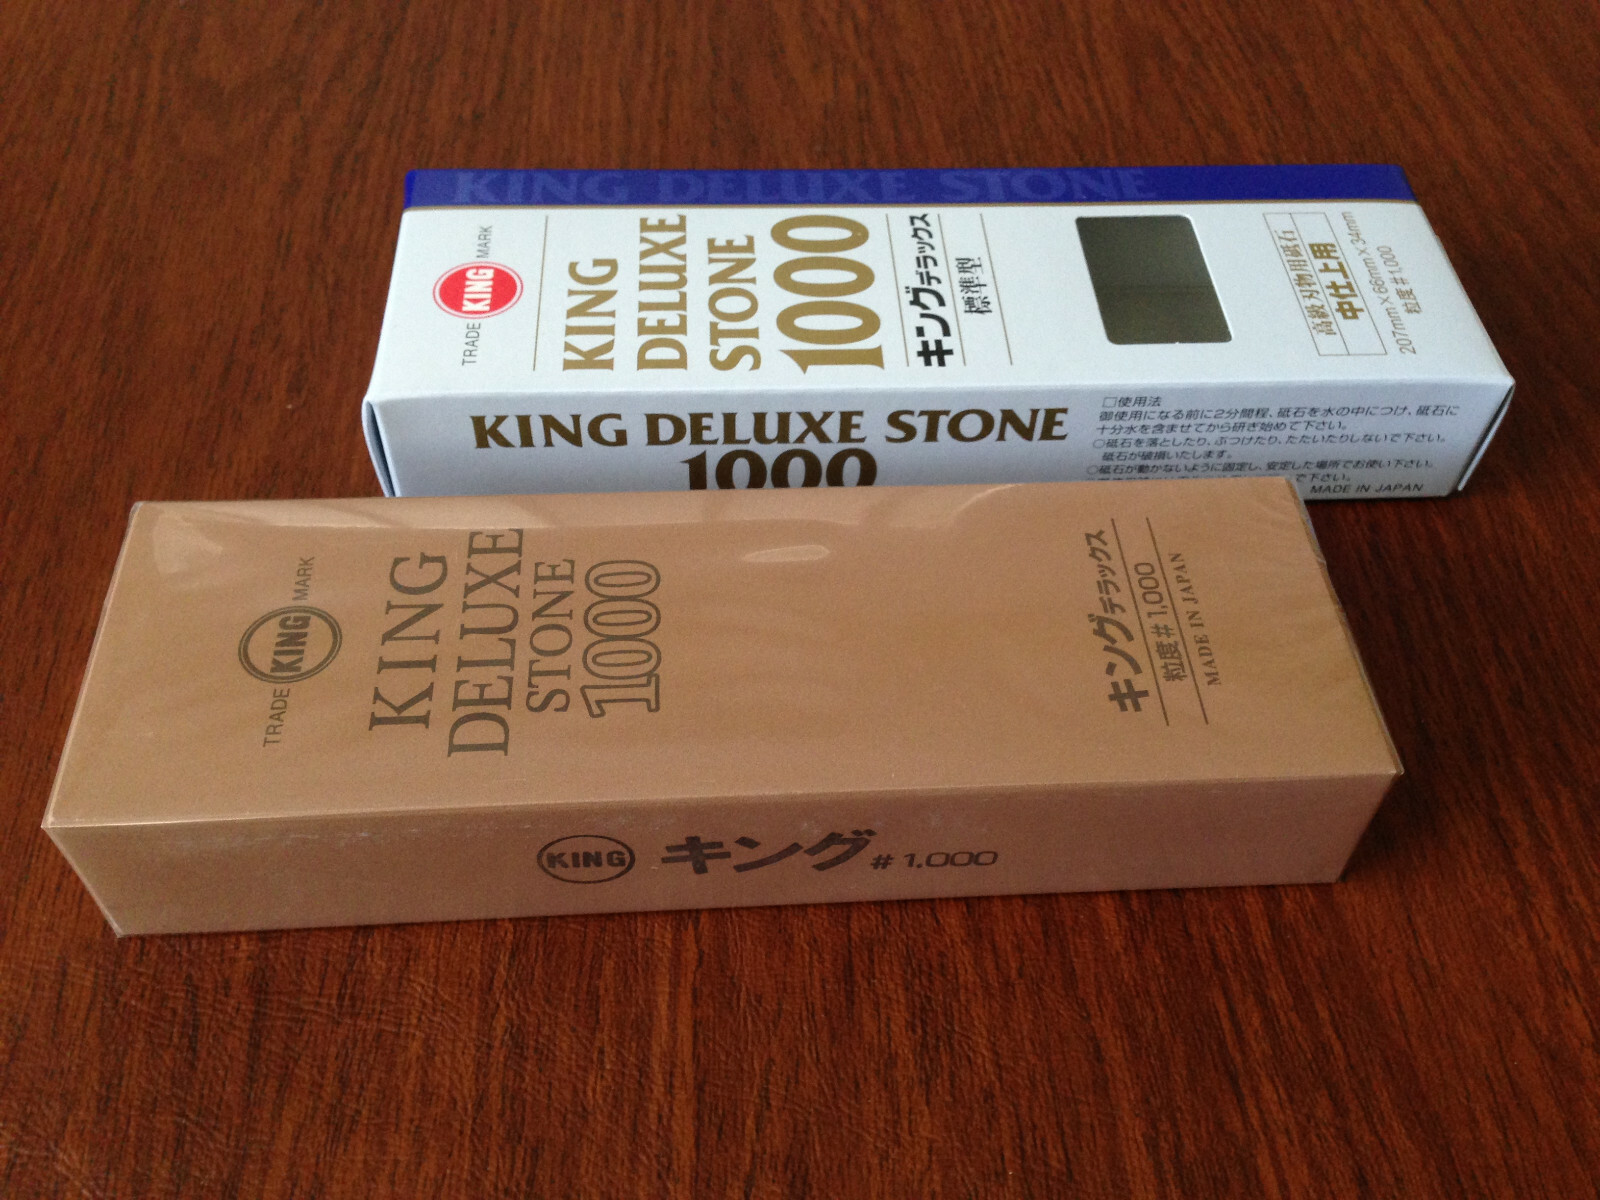 KING DELUXE STONE
TRADE KING MARK
KING
DELUXE
STONE
1000
キングデラックス
標準型
高級刃物用砥石
中仕上用
207mm×66mm×34mm
粒度#1,000
KING DELUXE STONE
1000
□使用法
御使用になる前に2分間程、砥石を水の中につけ、砥石に
十分水を含ませてから研ぎ始めて下さい。
○砥石を落としたり、ぶつけたり、たたいたりしないで下さい。
砥石が破損いたします。
○砥石が動かないように固定し、安定した場所でお使い下さい。
MADE IN JAPAN
TRADE KING MARK
KING
DELUXE
STONE
1000
キングデラックス
粒度#1,000
MADE IN JAPAN
KING キング #1,000